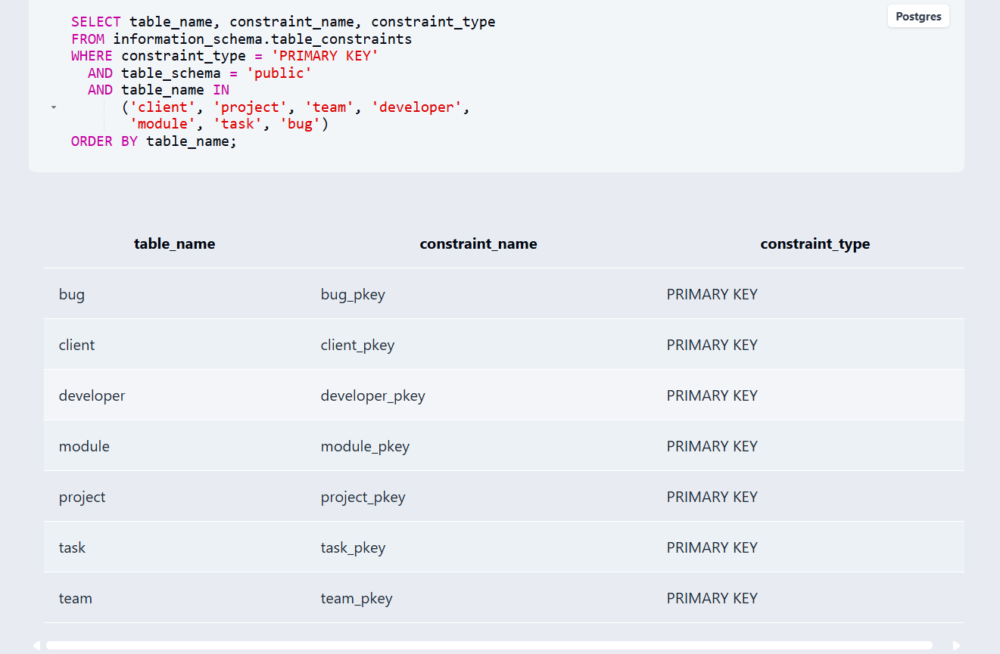 Postgres
SELECT table_name, constraint_name, constraint_type
FROM information_schema.table_constraints
WHERE constraint_type = 'PRIMARY KEY'
  AND table_schema = 'public'
  AND table_name IN
      ('client', 'project', 'team', 'developer',
       'module', 'task', 'bug')
ORDER BY table_name;
table_name constraint_name constraint_type
bug bug_pkey PRIMARY KEY
client client_pkey PRIMARY KEY
developer developer_pkey PRIMARY KEY
module module_pkey PRIMARY KEY
project project_pkey PRIMARY KEY
task task_pkey PRIMARY KEY
team team_pkey PRIMARY KEY